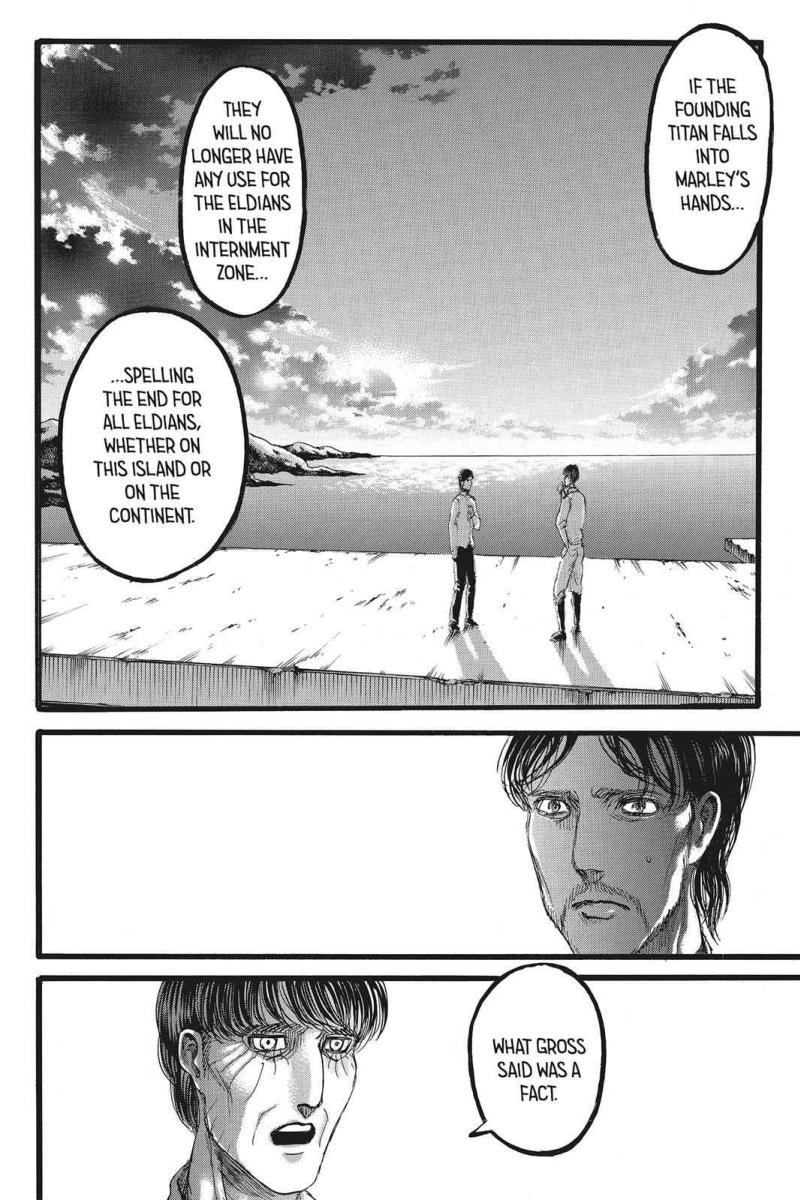 IF THE
FOUNDING
TITAN FALLS
INTO
MARLEY'S
HANDS...
THEY
WILL NO
LONGER HAVE
ANY USE FOR
THE ELDIANS
IN THE
INTERNMENT
ZONE...
...SPELLING
THE END FOR
ALL ELDIANS,
WHETHER ON
THIS ISLAND OR
ON THE
CONTINENT.
WHAT GROSS
SAID WAS A
FACT.